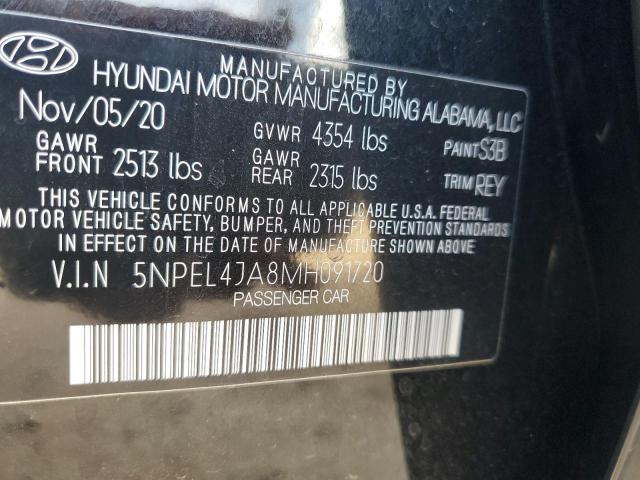 MANUFACTURED BY
HYUNDAI MOTOR MANUFACTURING ALABAMA, LLC
Nov/05/20 GVWR 4354 lbs PAINT S3B
GAWR FRONT 2513 lbs GAWR REAR 2315 lbs TRIM REY
THIS VEHICLE CONFORMS TO ALL APPLICABLE U.S.A. FEDERAL
MOTOR VEHICLE SAFETY, BUMPER, AND THEFT PREVENTION STANDARDS
IN EFFECT ON THE DATE OF MANUFACTURE SHOWN ABOVE.
V.I.N 5NPEL4JA8MH091720
PASSENGER CAR